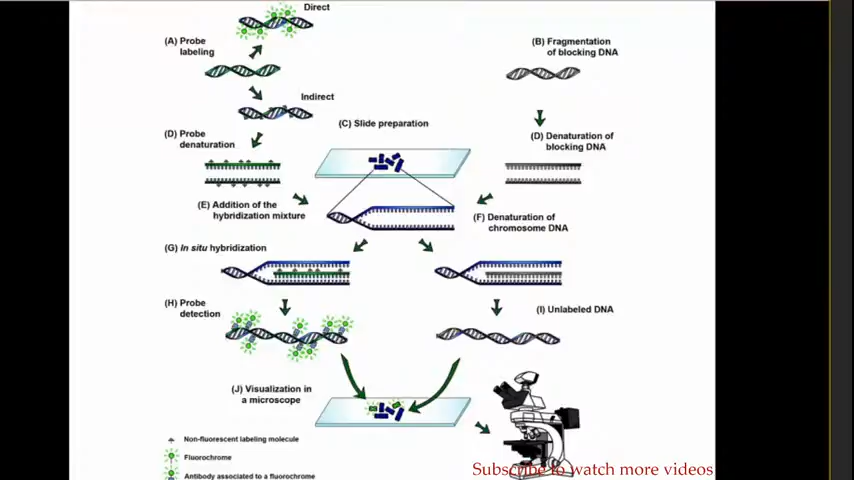 Direct
(A) Probe
labeling
(B) Fragmentation
of blocking DNA
Indirect
(C) Slide preparation
(D) Probe
denaturation
(D) Denaturation of
blocking DNA
(E) Addition of the
hybridization mixture
(F) Denaturation of
chromosome DNA
(G) In situ hybridization
(H) Probe
detection
(I) Unlabeled DNA
(J) Visualization in
a microscope
Non-fluorescent labeling molecule
Fluorochrome
Antibody associated to a fluorochrome
Subscribe to watch more videos